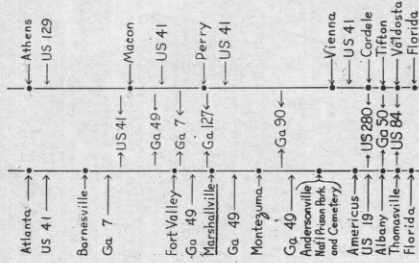 Atlanta Athens
US 41 US 129
Barnesville
Ga 7
US 41 Macon
Ga 49 US 41
Fort Valley Ga 7
Ga 49
Marshallville Ga 127 Perry
Ga 49 US 41
Montezuma
Ga 90
Ga 49
Andersonville
Nat'l Prison Park
and Cemetery
Vienna
Americus US 41
US 19 US 280 Cordele
Albany Ga 50 Tifton
Thomasville US 84 Valdosta
Florida Florida